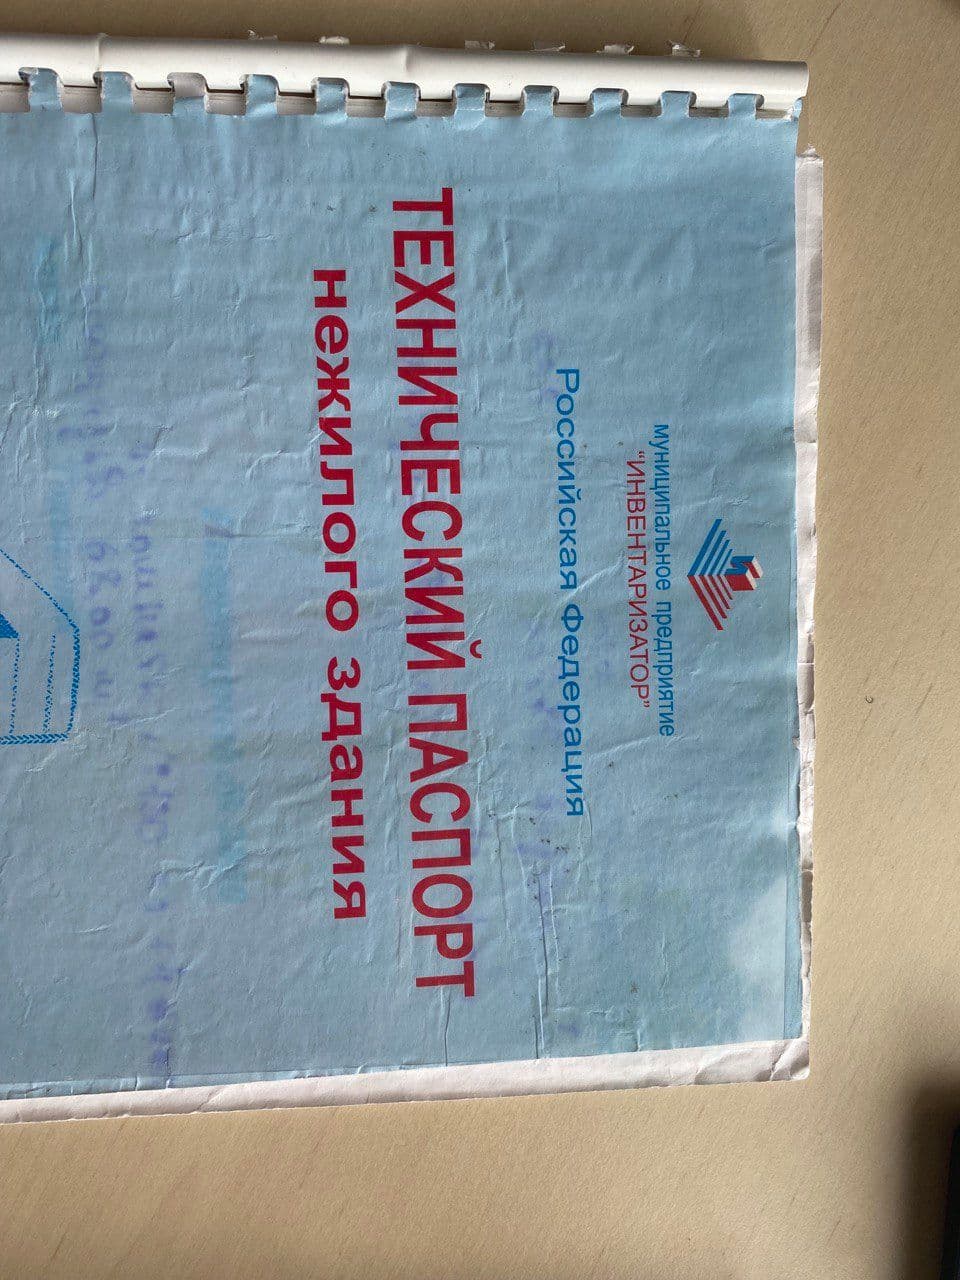 муниципальное предприятие
“ИНВЕНТАРИЗАТОР”
Российская Федерация
ТЕХНИЧЕСКИЙ ПАСПОРТ
нежилого здания